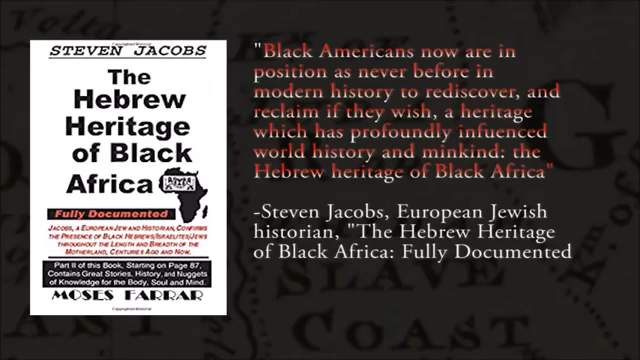 Copyrighted Material
STEVEN JACOBS
The
Hebrew
Heritage
of Black
Africa
Fully Documented
JACOBS, A EUROPEAN JEW AND HISTORIAN, CONFIRMS
THE PRESENCE OF BLACK HEBREWS/ISRAELITES/JEWS
THROUGHOUT THE LENGTH AND BREADTH OF THE
MOTHERLAND, CENTURIES AGO AND NOW.
Part II of this Book, Starting on Page 87,
Contains Great Stories, History, and Nuggets
of Knowledge for the Body, Soul and Mind.
MOSES FARRAR
Copyrighted Material
"Black Americans now are in
position as never before in
modern history to rediscover, and
reclaim if they wish, a heritage
which has profoundly infuenced
world history and minkind: the
Hebrew heritage of Black Africa"
-Steven Jacobs, European Jewish
historian, "The Hebrew Heritage
of Black Africa: Fully Documented
SLAVE
COAST